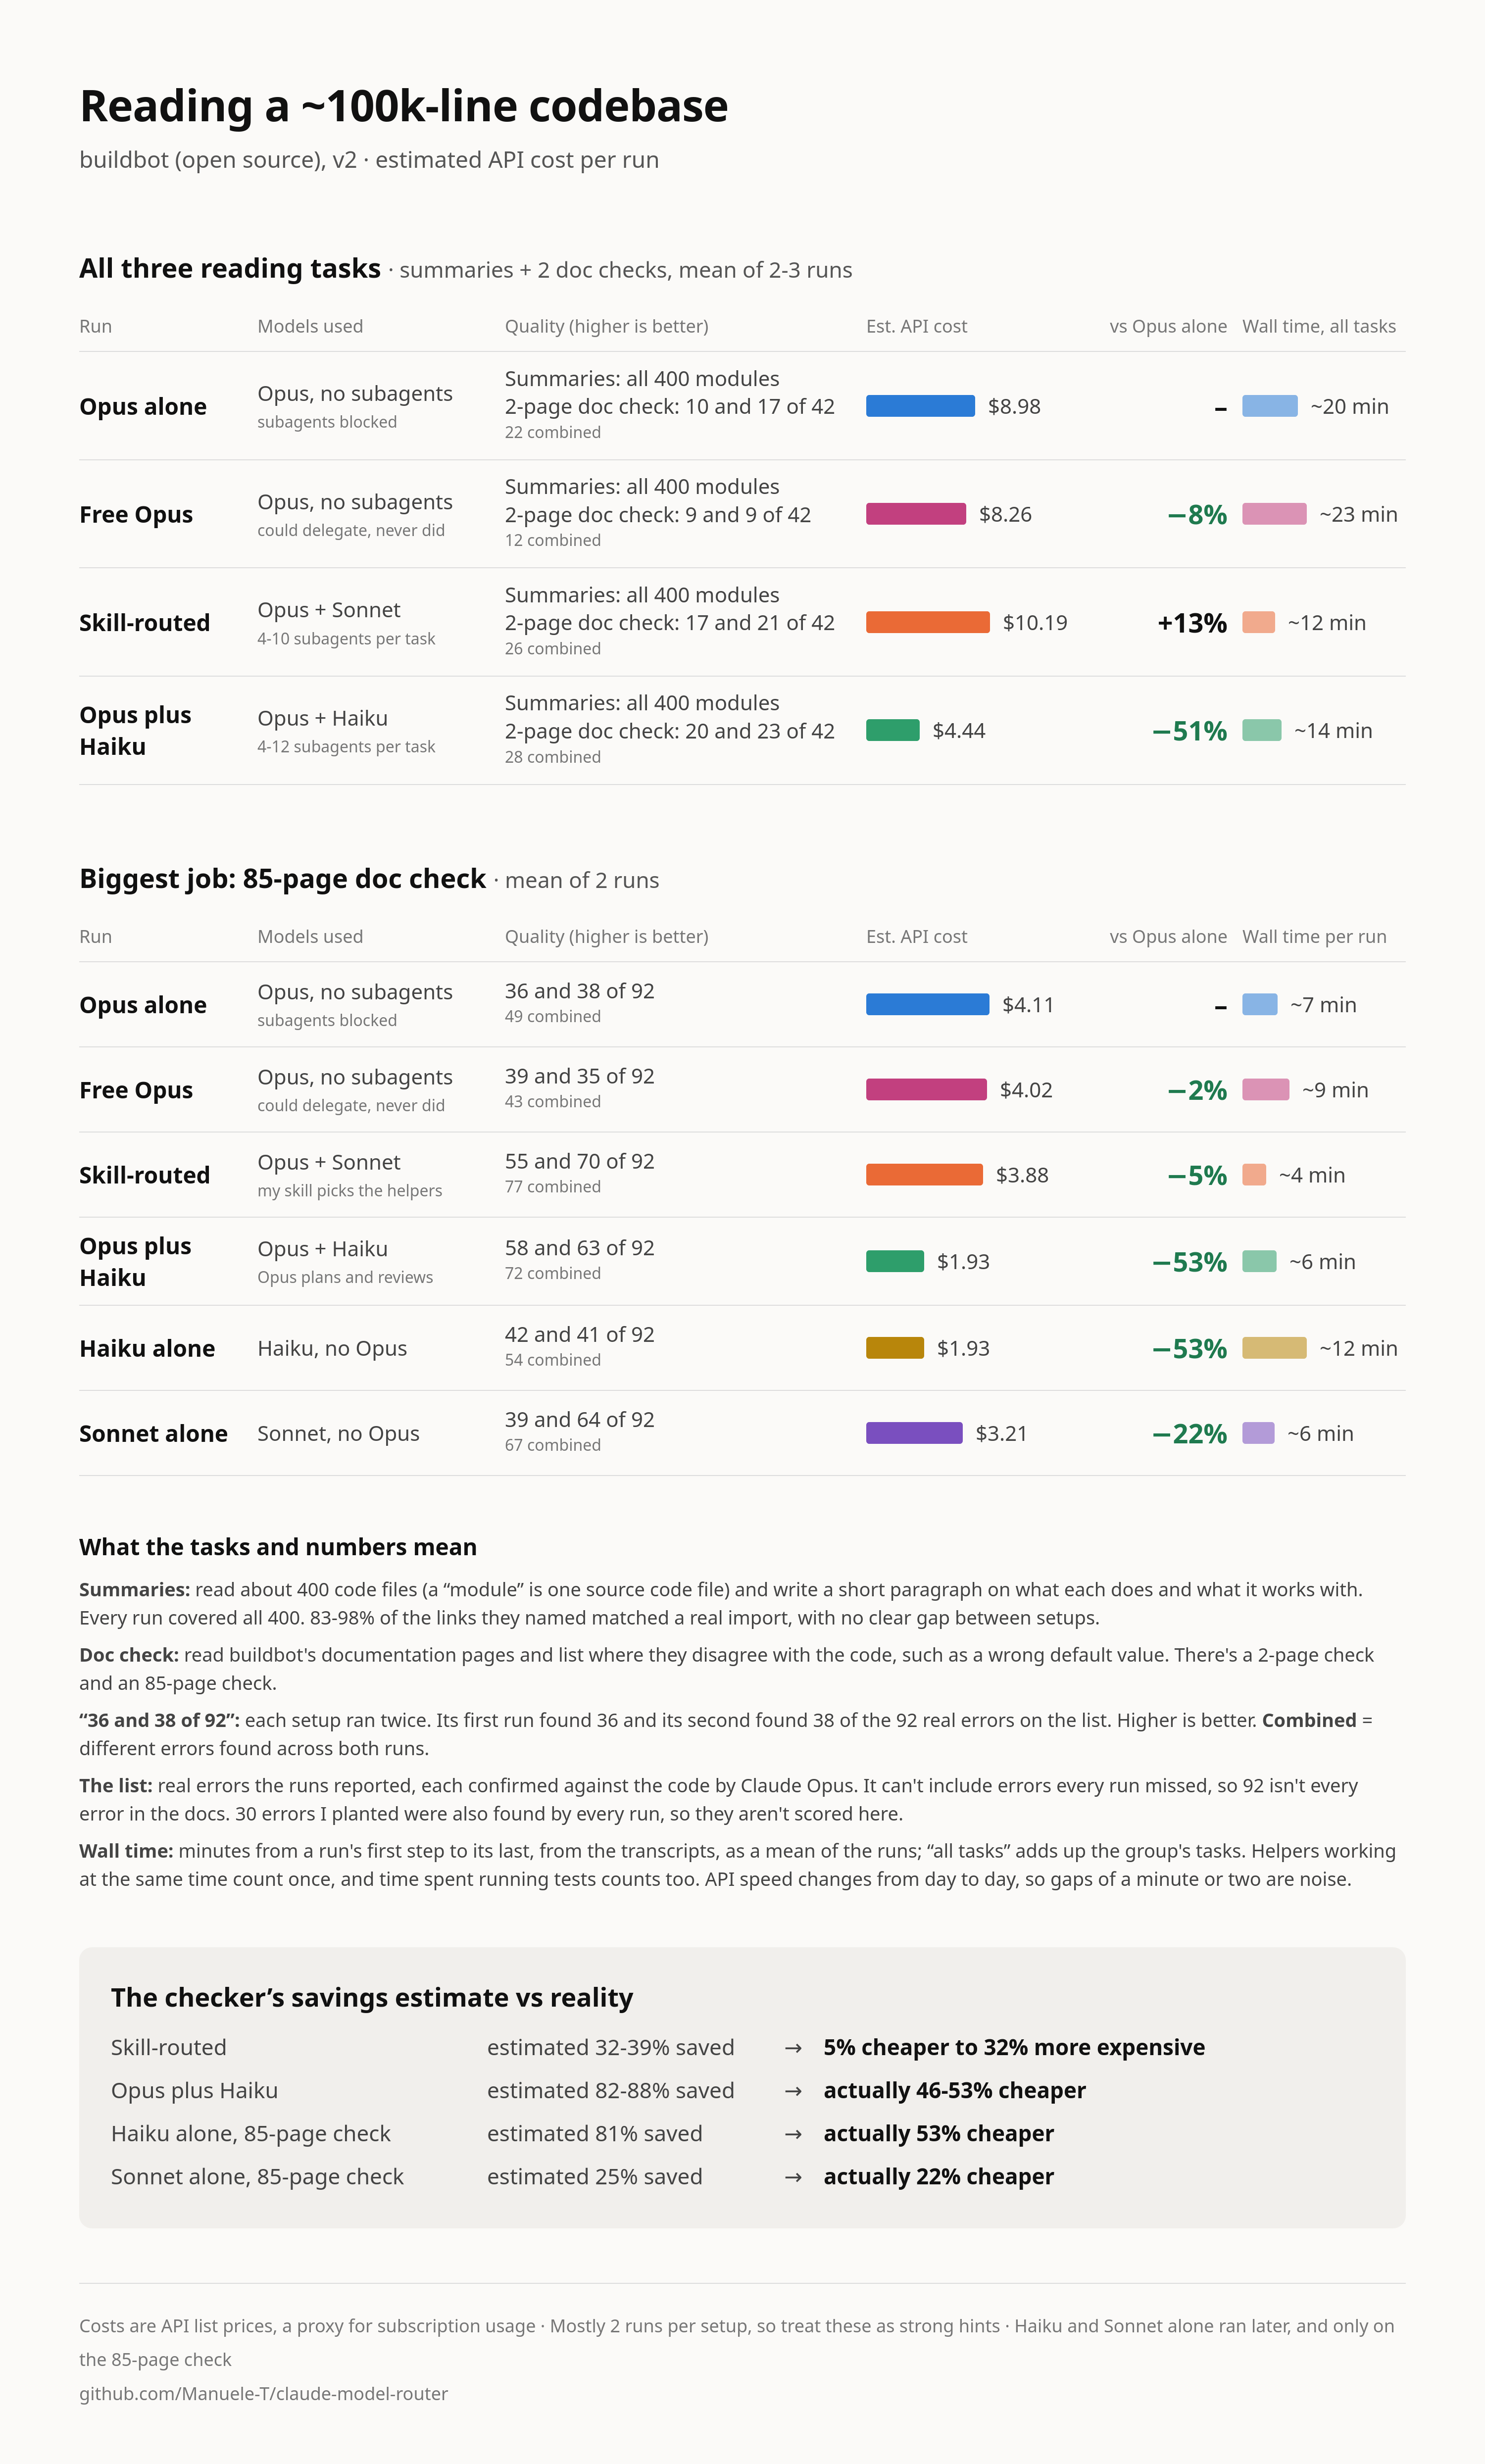 Reading a ~100k-line codebase
buildbot (open source), v2 · estimated API cost per run
All three reading tasks · summaries + 2 doc checks, mean of 2-3 runs
Run Models used Quality (higher is better) Est. API cost vs Opus alone Wall time, all tasks
Opus alone
Opus, no subagents
subagents blocked
Summaries: all 400 modules
2-page doc check: 10 and 17 of 42
22 combined
$8.98
–
~20 min
Free Opus
Opus, no subagents
could delegate, never did
Summaries: all 400 modules
2-page doc check: 9 and 9 of 42
12 combined
$8.26
−8%
~23 min
Skill-routed
Opus + Sonnet
4-10 subagents per task
Summaries: all 400 modules
2-page doc check: 17 and 21 of 42
26 combined
$10.19
+13%
~12 min
Opus plus
Haiku
Opus + Haiku
4-12 subagents per task
Summaries: all 400 modules
2-page doc check: 20 and 23 of 42
28 combined
$4.44
−51%
~14 min
Biggest job: 85-page doc check · mean of 2 runs
Run Models used Quality (higher is better) Est. API cost vs Opus alone Wall time per run
Opus alone
Opus, no subagents
subagents blocked
36 and 38 of 92
49 combined
$4.11
–
~7 min
Free Opus
Opus, no subagents
could delegate, never did
39 and 35 of 92
43 combined
$4.02
−2%
~9 min
Skill-routed
Opus + Sonnet
my skill picks the helpers
55 and 70 of 92
77 combined
$3.88
−5%
~4 min
Opus plus
Haiku
Opus + Haiku
Opus plans and reviews
58 and 63 of 92
72 combined
$1.93
−53%
~6 min
Haiku alone
Haiku, no Opus
42 and 41 of 92
54 combined
$1.93
−53%
~12 min
Sonnet alone
Sonnet, no Opus
39 and 64 of 92
67 combined
$3.21
−22%
~6 min
What the tasks and numbers mean
Summaries: read about 400 code files (a “module” is one source code file) and write a short paragraph on what each does and what it works with.
Every run covered all 400. 83-98% of the links they named matched a real import, with no clear gap between setups.
Doc check: read buildbot's documentation pages and list where they disagree with the code, such as a wrong default value. There's a 2-page check
and an 85-page check.
“36 and 38 of 92”: each setup ran twice. Its first run found 36 and its second found 38 of the 92 real errors on the list. Higher is better. Combined =
different errors found across both runs.
The list: real errors the runs reported, each confirmed against the code by Claude Opus. It can't include errors every run missed, so 92 isn't every
error in the docs. 30 errors I planted were also found by every run, so they aren't scored here.
Wall time: minutes from a run's first step to its last, from the transcripts, as a mean of the runs; “all tasks” adds up the group's tasks. Helpers working
at the same time count once, and time spent running tests counts too. API speed changes from day to day, so gaps of a minute or two are noise.
The checker’s savings estimate vs reality
Skill-routed estimated 32-39% saved → 5% cheaper to 32% more expensive
Opus plus Haiku estimated 82-88% saved → actually 46-53% cheaper
Haiku alone, 85-page check estimated 81% saved → actually 53% cheaper
Sonnet alone, 85-page check estimated 25% saved → actually 22% cheaper
Costs are API list prices, a proxy for subscription usage · Mostly 2 runs per setup, so treat these as strong hints · Haiku and Sonnet alone ran later, and only on
the 85-page check
github.com/Manuele-T/claude-model-router